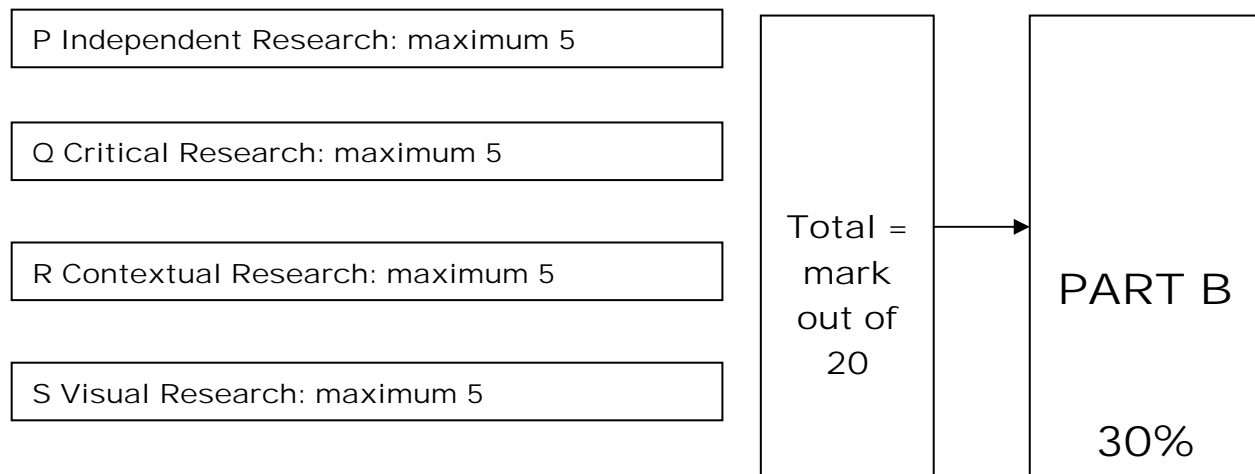 P Independent Research: maximum 5
Q Critical Research: maximum 5
R Contextual Research: maximum 5
S Visual Research: maximum 5
Total =
mark
out of
20
PART B
30%